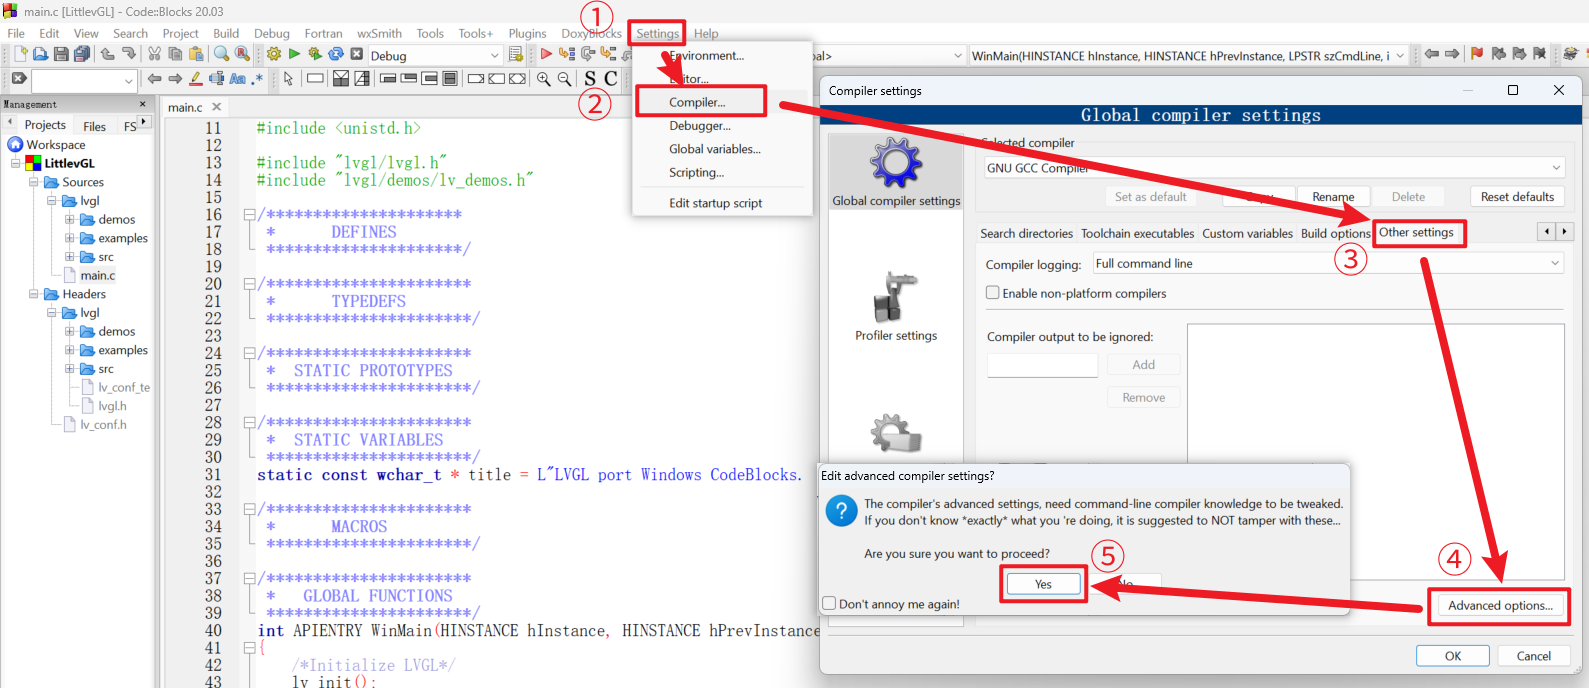 main.c [LittlevGL] - Code::Blocks 20.03
File Edit View Search Project Build Debug Fortran wxSmith Tools Tools+ Plugins DoxyBlocks Settings Help
①
Debug
WinMain(HINSTANCE hInstance, HINSTANCE hPrevInstance, LPSTR szCmdLine, i
Aa .*
S C
②
Environment...
Compiler...
Debugger...
Global variables...
Scripting...
Edit startup script
Management
Projects Files FS
Workspace
LittlevGL
Sources
lvgl
demos
examples
src
main.c
Headers
lvgl
demos
examples
src
lv_conf_te
lvgl.h
lv_conf.h
main.c
11 #include <unistd.h>
12
13 #include "lvgl/lvgl.h"
14 #include "lvgl/demos/lv_demos.h"
15
16 /*********************
17 * DEFINES
18 *********************/
19
20 /**********************
21 * TYPEDEFS
22 **********************/
23
24 /**********************
25 * STATIC PROTOTYPES
26 **********************/
27
28 /**********************
29 * STATIC VARIABLES
30 **********************/
31 static const wchar_t * title = L"LVGL port Windows CodeBlocks.
32
33 /**********************
34 * MACROS
35 **********************/
36
37 /**********************
38 * GLOBAL FUNCTIONS
39 **********************/
40 int APIENTRY WinMain(HINSTANCE hInstance, HINSTANCE hPrevInstance
41 {
42 /*Initialize LVGL*/
43 lv_init();
Compiler settings
Global compiler settings
Global compiler settings
Profiler settings
Selected compiler
GNU GCC Compiler
Set as default Copy Rename Delete Reset defaults
Search directories Toolchain executables Custom variables Build options Other settings
③
Compiler logging: Full command line
Enable non-platform compilers
Compiler output to be ignored:
Add
Remove
④
Advanced options...
OK Cancel
Edit advanced compiler settings?
The compiler's advanced settings, need command-line compiler knowledge to be tweaked.
If you don't know *exactly* what you 're doing, it is suggested to NOT tamper with these...
Are you sure you want to proceed?
⑤
Yes No
Don't annoy me again!